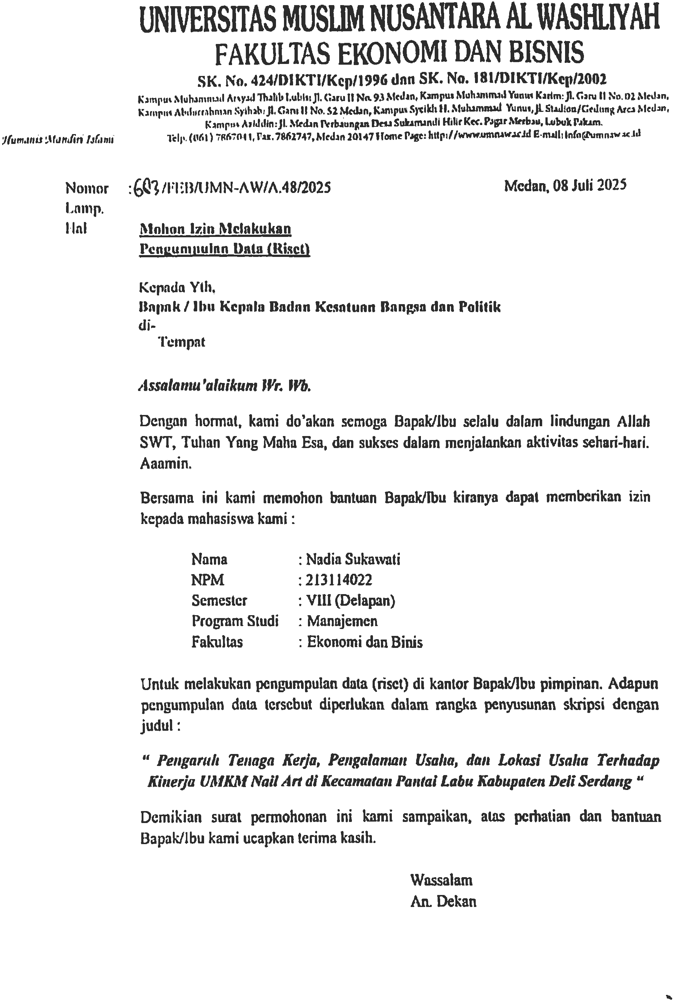 UNIVERSITAS MUSLIM NUSANTARA AL WASHLIYAH
FAKULTAS EKONOMI DAN BISNIS
SK. No. 424/DIKTI/Kep/1996 dan SK. No. 181/DIKTI/Kep/2002
Kampus Muhammad Arsyad Thalib Lubis: Jl. Garu II No. 93 Medan, Kampus Muhammad Yunus Karim: Jl. Garu II No. 02 Medan,
Kampus Abdurrahman Syihab: Jl. Garu II No. 52 Medan, Kampus Syeikh H. Muhammad Yunus, Jl. Stadion/Gedung Arca Medan,
Kampus Aziddin: Jl. Medan Perbaungan Desa Sukamandi Hilir Kec. Pagar Merbau, Lubuk Pakam.
Humanis Mandiri Islami Telp. (061) 7867044, Fax. 7862747, Medan 20147 Home Page: http://www.umnaw.ac.id E-mail: info@umnaw.ac.id
Nomor : /FEB/UMN-AW/A.48/2025 Medan, 08 Juli 2025
Lamp.
Hal Mohon Izin Melakukan
Pengumpulan Data (Riset)
Kepada Yth,
Bapak / Ibu Kepala Badan Kesatuan Bangsa dan Politik
di-
Tempat
Assalamu'alaikum Wr. Wb.
Dengan hormat, kami do'akan semoga Bapak/Ibu selalu dalam lindungan Allah
SWT, Tuhan Yang Maha Esa, dan sukses dalam menjalankan aktivitas sehari-hari.
Aaamin.
Bersama ini kami memohon bantuan Bapak/Ibu kiranya dapat memberikan izin
kepada mahasiswa kami :
Nama : Nadia Sukawati
NPM : 213114022
Semester : VIII (Delapan)
Program Studi : Manajemen
Fakultas : Ekonomi dan Binis
Untuk melakukan pengumpulan data (riset) di kantor Bapak/Ibu pimpinan. Adapun
pengumpulan data tersebut diperlukan dalam rangka penyusunan skripsi dengan
judul :
" Pengaruh Tenaga Kerja, Pengalaman Usaha, dan Lokasi Usaha Terhadap
Kinerja UMKM Nail Art di Kecamatan Pantai Labu Kabupaten Deli Serdang "
Demikian surat permohonan ini kami sampaikan, atas perhatian dan bantuan
Bapak/Ibu kami ucapkan terima kasih.
Wassalam
An. Dekan